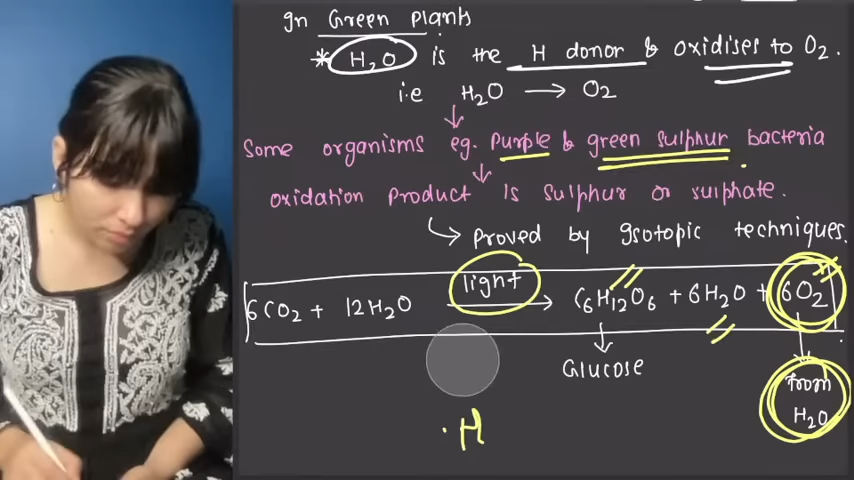 In Green Plants
* H₂O is the H donor & oxidises to O₂.
i.e H₂O → O₂
↓
Some organisms eg. Purple & green sulphur bacteria
↓
oxidation Product is sulphur or sulphate.
↳ Proved by Isotopic techniques.
6CO₂ + 12H₂O —light→ C₆H₁₂O₆ + 6H₂O + 6O₂
↓ ↓
Glucose from
H₂O
.H